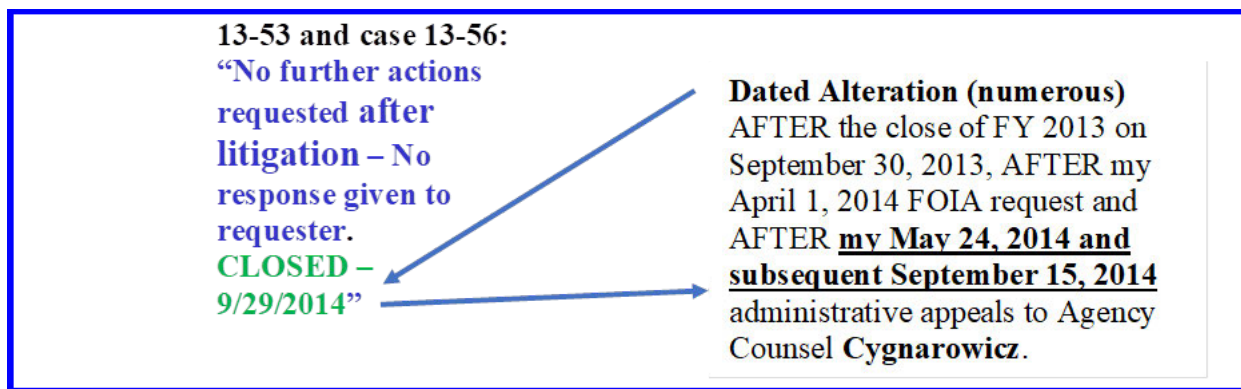 13-53 and case 13-56:
“No further actions
requested after
litigation – No
response given to
requester.
CLOSED –
9/29/2014”
Dated Alteration (numerous)
AFTER the close of FY 2013 on
September 30, 2013, AFTER my
April 1, 2014 FOIA request and
AFTER my May 24, 2014 and
subsequent September 15, 2014
administrative appeals to Agency
Counsel Cygnarowicz.